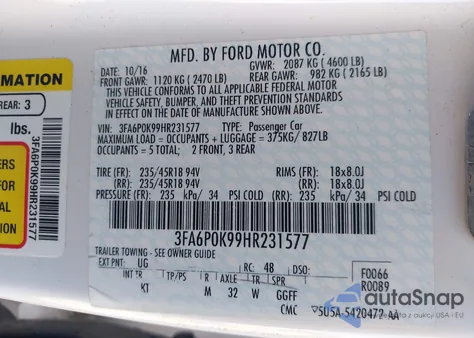 MFD. BY FORD MOTOR CO.
10/16 GVWR: 2087 KG ( 4600 LB)
FRONT GAWR: 1120 KG ( 2470 LB) REAR GAWR: 982 KG ( 2165 LB)
THIS VEHICLE CONFORMS TO ALL APPLICABLE FEDERAL MOTOR
VEHICLE SAFETY, BUMPER, AND THEFT PREVENTION STANDARDS
IN EFFECT ON THE DATE OF MANUFACTURE SHOWN ABOVE.
VIN: 3FA6P0K99HR231577 TYPE: Passenger Car
MAXIMUM LOAD = OCCUPANTS + LUGGAGE = 375KG/ 827LB
OCCUPANTS = 5 TOTAL: 2 FRONT, 3 REAR
TIRE (FR): 235/45R18 94V RIMS (FR): 18x8.0J
(RR): 235/45R18 94V (RR): 18x8.0J
PRESSURE (FR): 235 kPa/ 34 PSI COLD (RR): 235 kPa/ 34 PSI COLD
3FA6P0K99HR231577
TRAILER TOWING - SEE OWNER GUIDE
EXT PNT: UG RC: 48 DSO: F0066
R0089
INT TR TP/PS R AXLE TR SPR
KT M 32 W GGFF
CMC 5U5A 5420472 AA
RMATION
REAR: 3
lbs.
3FA6P0K99HR231577
ERS
autoSnap